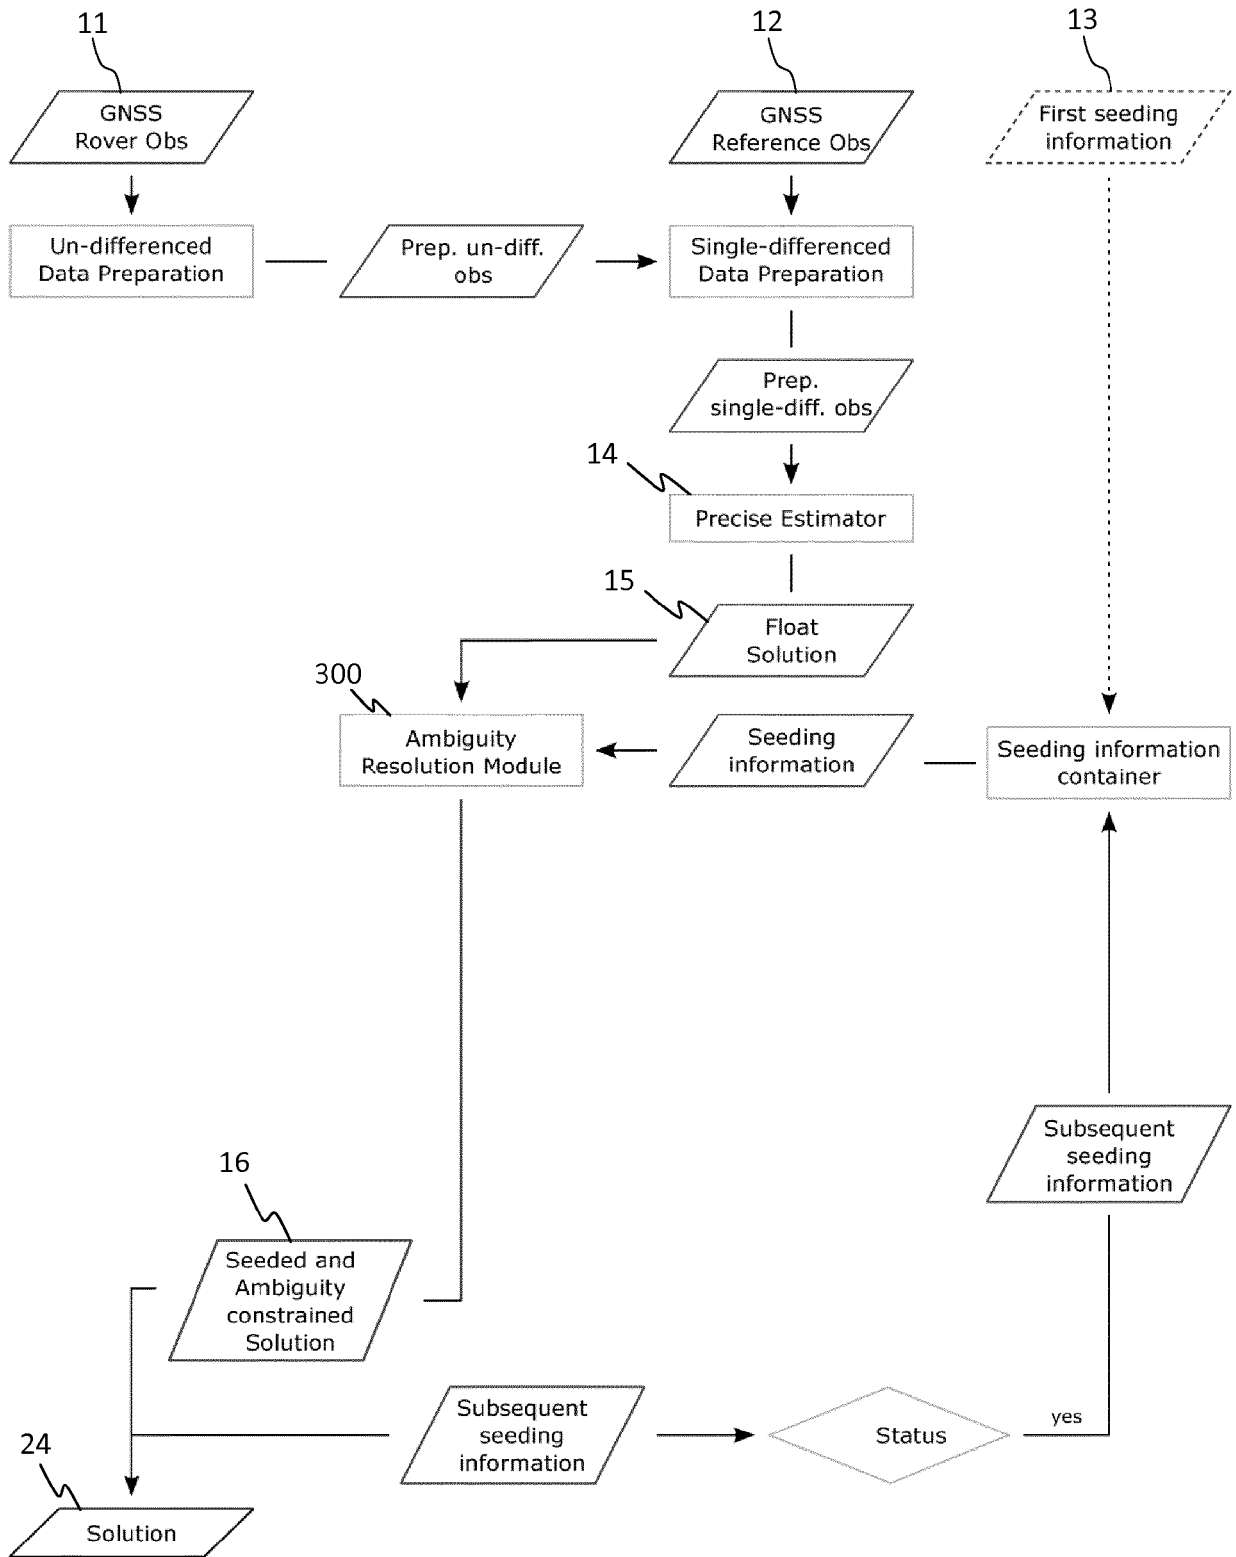 11
12
13
GNSS
Rover Obs
GNSS
Reference Obs
First seeding
information
Un-differenced
Data Preparation
Prep. un-diff.
obs
Single-differenced
Data Preparation
Prep.
single-diff. obs
14
Precise Estimator
15
Float
Solution
300
Ambiguity
Resolution Module
Seeding
information
Seeding information
container
Subsequent
seeding
information
16
Seeded and
Ambiguity
constrained
Solution
Subsequent
seeding
information
Status
yes
24
Solution